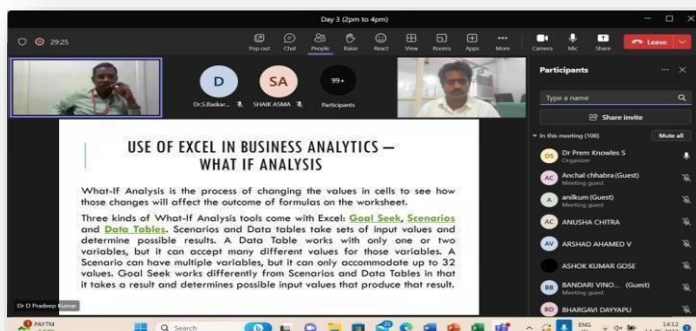 Day 3 (2pm to 4pm)
29:25
Pop out Chat People Raise React View Rooms Apps More Camera Mic Share Leave
D SA 99+
Dr.S.Baskar... SHAIK ASMA Participants
USE OF EXCEL IN BUSINESS ANALYTICS –
WHAT IF ANALYSIS
What-If Analysis is the process of changing the values in cells to see how
those changes will affect the outcome of formulas on the worksheet.
Three kinds of What-If Analysis tools come with Excel: Goal Seek, Scenarios
and Data Tables. Scenarios and Data tables take sets of input values and
determine possible results. A Data Table works with only one or two
variables, but it can accept many different values for those variables. A
Scenario can have multiple variables, but it can only accommodate up to 32
values. Goal Seek works differently from Scenarios and Data Tables in that
it takes a result and determines possible input values that produce that result.
Dr D Pradeep Kumar
Participants
Type a name
Share invite
In this meeting (108) Mute all
DS Dr Prem Knowles S
Organizer
AC Anchal chhabra (Guest)
Meeting guest
A anilkum (Guest)
Meeting guest
AC ANUSHA CHITRA
AV ARSHAD AHAMED V
ASHOK KUMAR GOSE
BB BANDARI VINO... (Guest)
Meeting guest
BD BHARGAVI DAYYAPU
PAYTM
Search
ENG
14:12